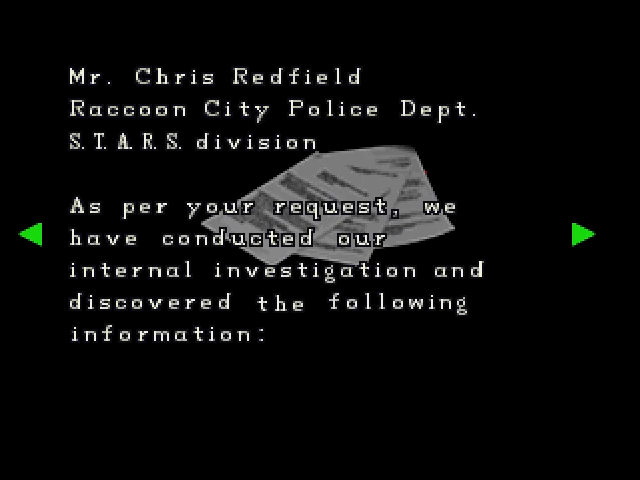 Mr. Chris Redfield
Raccoon City Police Dept.
S.T.A.R.S. division
As per your request, we
have conducted our
internal investigation and
discovered the following
information: